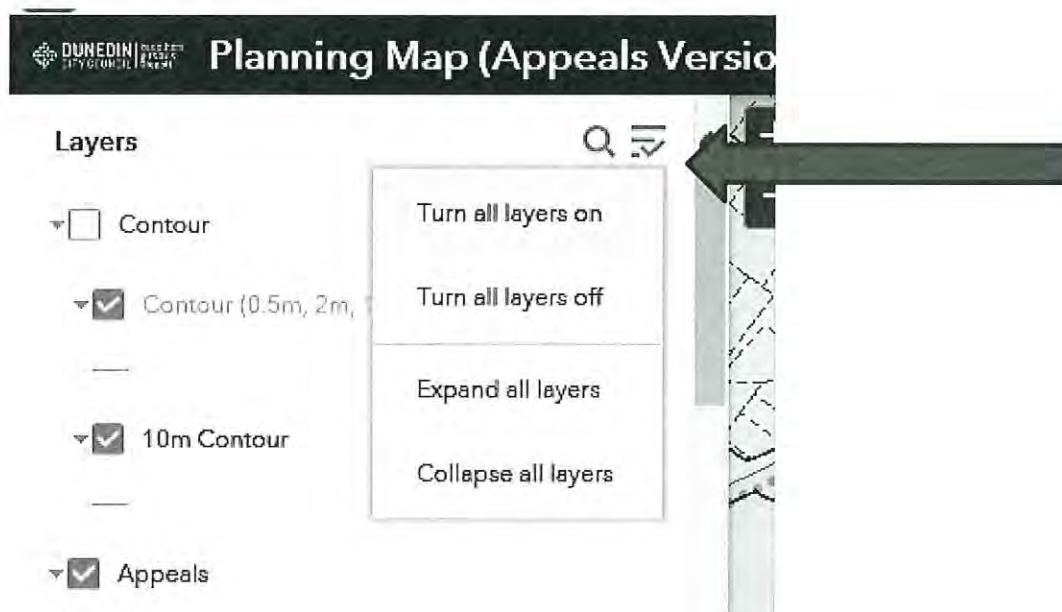 DUNEDIN
CITY COUNCIL
Planning Map (Appeals Versio
Layers
Contour
Contour (0.5m, 2m,
10m Contour
Appeals
Turn all layers on
Turn all layers off
Expand all layers
Collapse all layers